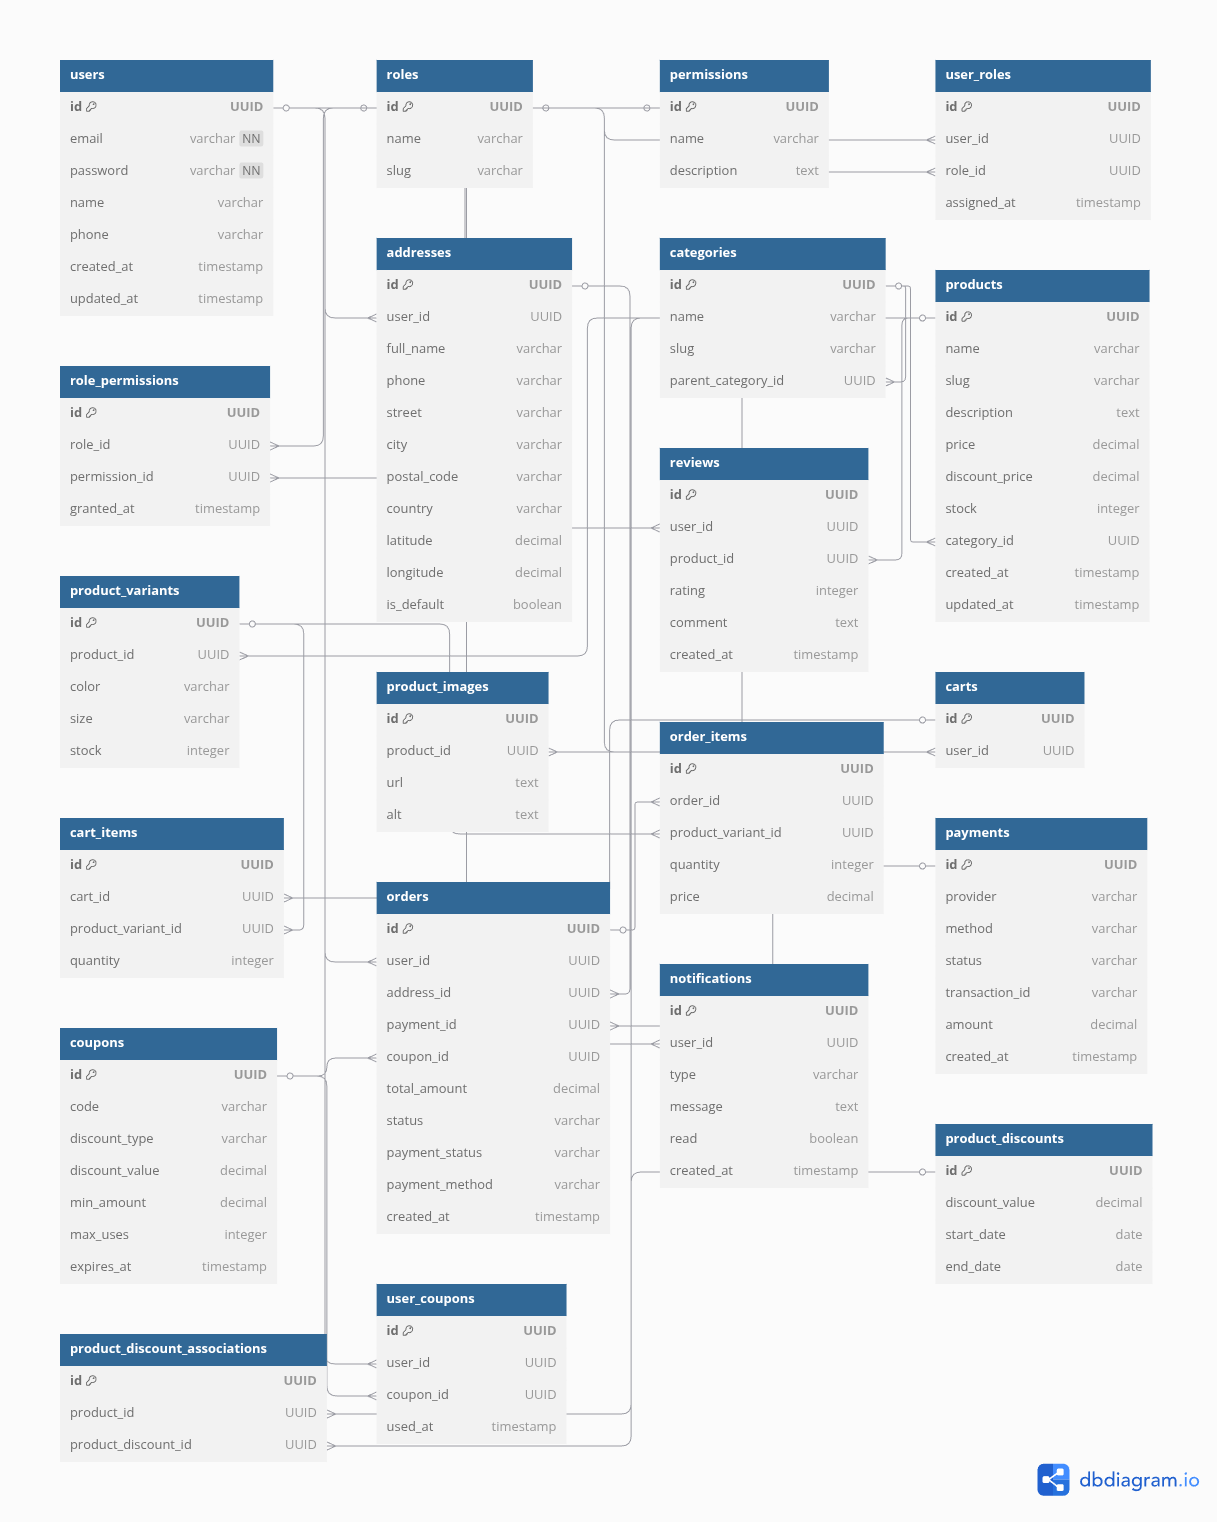 users
id UUID
email varchar NN
password varchar NN
name varchar
phone varchar
created_at timestamp
updated_at timestamp
roles
id UUID
name varchar
slug varchar
permissions
id UUID
name varchar
description text
user_roles
id UUID
user_id UUID
role_id UUID
assigned_at timestamp
addresses
id UUID
user_id UUID
full_name varchar
phone varchar
street varchar
city varchar
postal_code varchar
country varchar
latitude decimal
longitude decimal
is_default boolean
categories
id UUID
name varchar
slug varchar
parent_category_id UUID
products
id UUID
name varchar
slug varchar
description text
price decimal
discount_price decimal
stock integer
category_id UUID
created_at timestamp
updated_at timestamp
role_permissions
id UUID
role_id UUID
permission_id UUID
granted_at timestamp
reviews
id UUID
user_id UUID
product_id UUID
rating integer
comment text
created_at timestamp
product_variants
id UUID
product_id UUID
color varchar
size varchar
stock integer
product_images
id UUID
product_id UUID
url text
alt text
carts
id UUID
user_id UUID
order_items
id UUID
order_id UUID
product_variant_id UUID
quantity integer
price decimal
cart_items
id UUID
cart_id UUID
product_variant_id UUID
quantity integer
payments
id UUID
provider varchar
method varchar
status varchar
transaction_id varchar
amount decimal
created_at timestamp
orders
id UUID
user_id UUID
address_id UUID
payment_id UUID
coupon_id UUID
total_amount decimal
status varchar
payment_status varchar
payment_method varchar
created_at timestamp
notifications
id UUID
user_id UUID
type varchar
message text
read boolean
created_at timestamp
coupons
id UUID
code varchar
discount_type varchar
discount_value decimal
min_amount decimal
max_uses integer
expires_at timestamp
product_discounts
id UUID
discount_value decimal
start_date date
end_date date
user_coupons
id UUID
user_id UUID
coupon_id UUID
used_at timestamp
product_discount_associations
id UUID
product_id UUID
product_discount_id UUID
dbdiagram.io